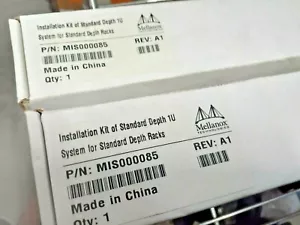 Installation Kit of Standard Depth 1U
System for Standard Depth Racks
P/N: MIS000085
REV: A1
Made in China
Qty: 1
Installation Kit of Standard Depth 1U
System for Standard Depth Racks
Mellanox
TECHNOLOGIES
P/N: MIS000085
REV: A1
Made in China
Qty: 1